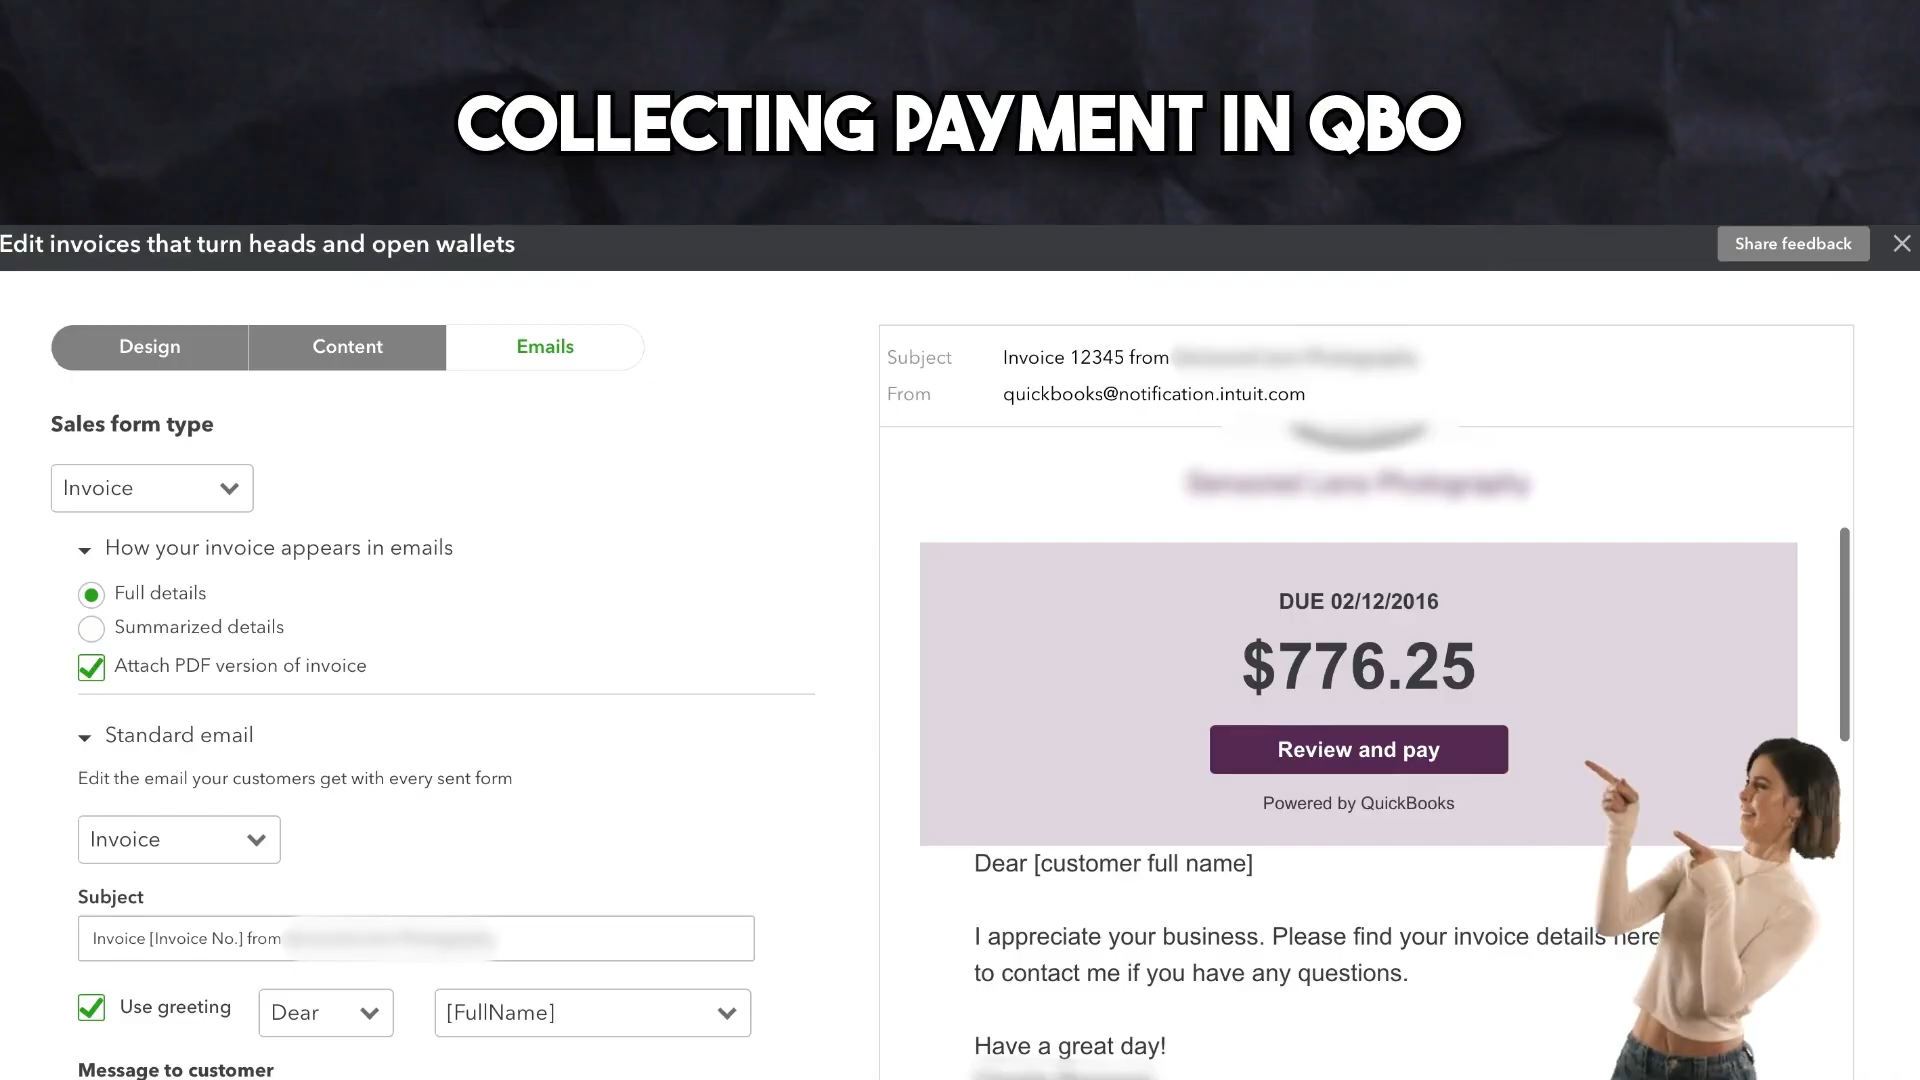 COLLECTING PAYMENT IN QBO
Edit invoices that turn heads and open wallets
Share feedback
Design
Content
Emails
Sales form type
Invoice
How your invoice appears in emails
Full details
Summarized details
Attach PDF version of invoice
Standard email
Edit the email your customers get with every sent form
Invoice
Subject
Invoice [Invoice No.] from
Use greeting
Dear
[FullName]
Message to customer
Subject
Invoice 12345 from
From
quickbooks@notification.intuit.com
DUE 02/12/2016
$776.25
Review and pay
Powered by QuickBooks
Dear [customer full name]
I appreciate your business. Please find your invoice details here
to contact me if you have any questions.
Have a great day!